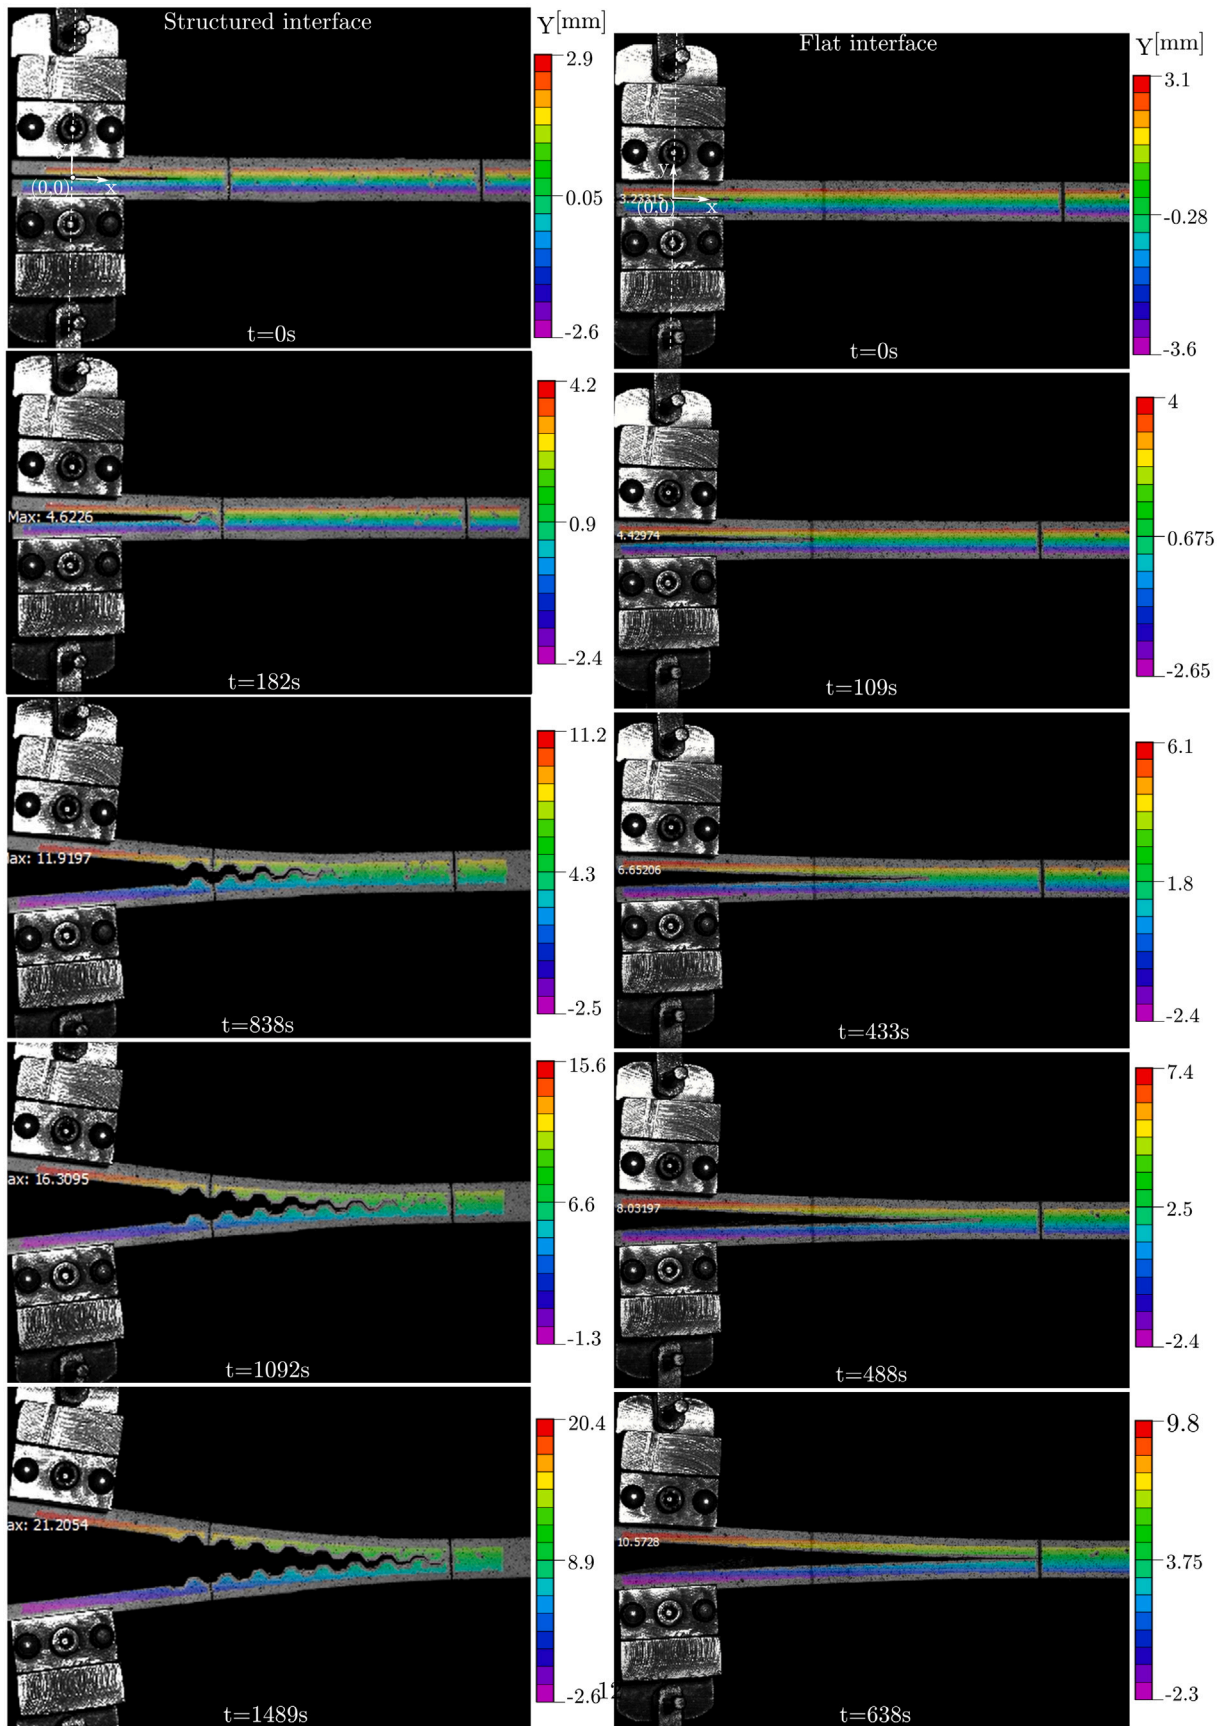 Structured interface
Y[mm]
2.9
0.05
-2.6
(0,0)
x
t=0s
4.2
0.9
-2.4
Max: 4.6226
t=182s
11.2
4.3
-2.5
ax: 11.9197
t=838s
15.6
6.6
-1.3
ax: 16.3095
t=1092s
20.4
8.9
-2.6
ax: 21.2054
t=1489s
12
Flat interface
Y[mm]
3.1
-0.28
-3.6
y
3.23315
(0,0)
x
t=0s
4
0.675
-2.65
4.42974
t=109s
6.1
1.8
-2.4
6.65206
t=433s
7.4
2.5
-2.4
8.03197
t=488s
9.8
3.75
-2.3
10.5728
t=638s